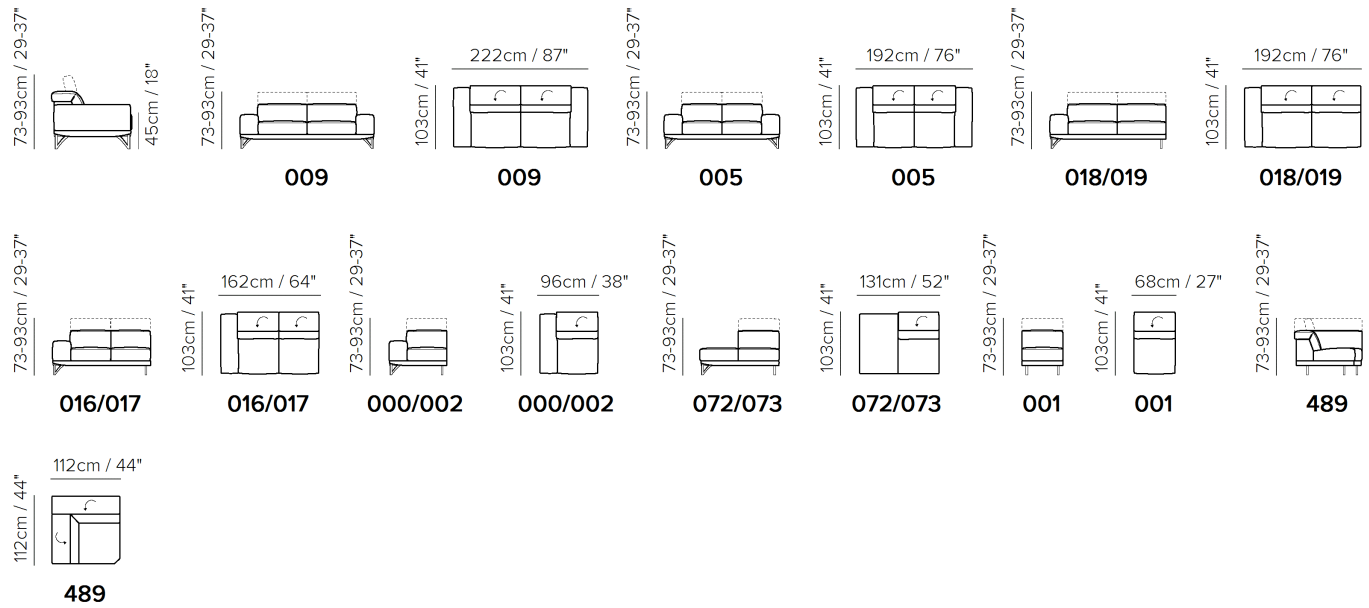 73-93cm / 29-37"
45cm / 18"
73-93cm / 29-37"
009
103cm / 41"
222cm / 87"
009
73-93cm / 29-37"
005
103cm / 41"
192cm / 76"
005
73-93cm / 29-37"
018/019
103cm / 41"
192cm / 76"
018/019
73-93cm / 29-37"
016/017
103cm / 41"
162cm / 64"
016/017
73-93cm / 29-37"
000/002
103cm / 41"
96cm / 38"
000/002
73-93cm / 29-37"
072/073
103cm / 41"
131cm / 52"
072/073
73-93cm / 29-37"
001
103cm / 41"
68cm / 27"
001
73-93cm / 29-37"
489
112cm / 44"
112cm / 44"
489